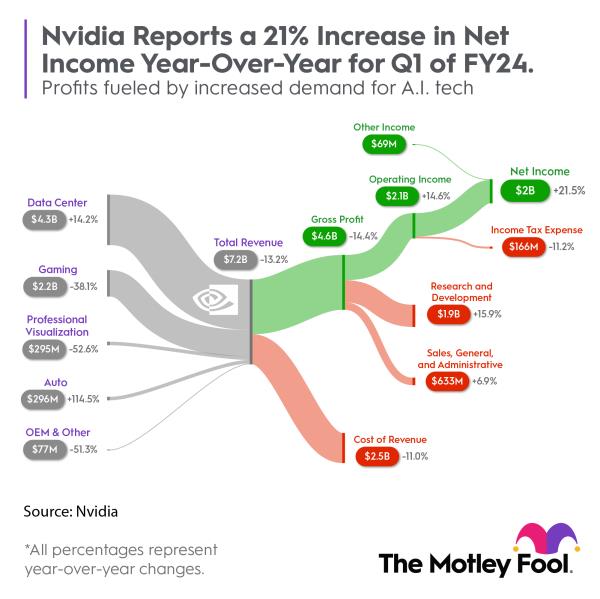 Nvidia Reports a 21% Increase in Net
Income Year-Over-Year for Q1 of FY24.
Profits fueled by increased demand for A.I. tech
Other Income
$69M
Net Income
$2B +21.5%
Operating Income
$2.1B +14.6%
Data Center
$4.3B +14.2%
Gross Profit
$4.6B -14.4%
Income Tax Expense
$166M -11.2%
Total Revenue
$7.2B -13.2%
Gaming
$2.2B -38.1%
Research and
Development
$1.9B +15.9%
Professional
Visualization
$295M -52.6%
Sales, General,
and Administrative
$633M +6.9%
Auto
$296M +114.5%
OEM & Other
$77M -51.3%
Cost of Revenue
$2.5B -11.0%
Source: Nvidia
*All percentages represent
year-over-year changes.
The Motley Fool.